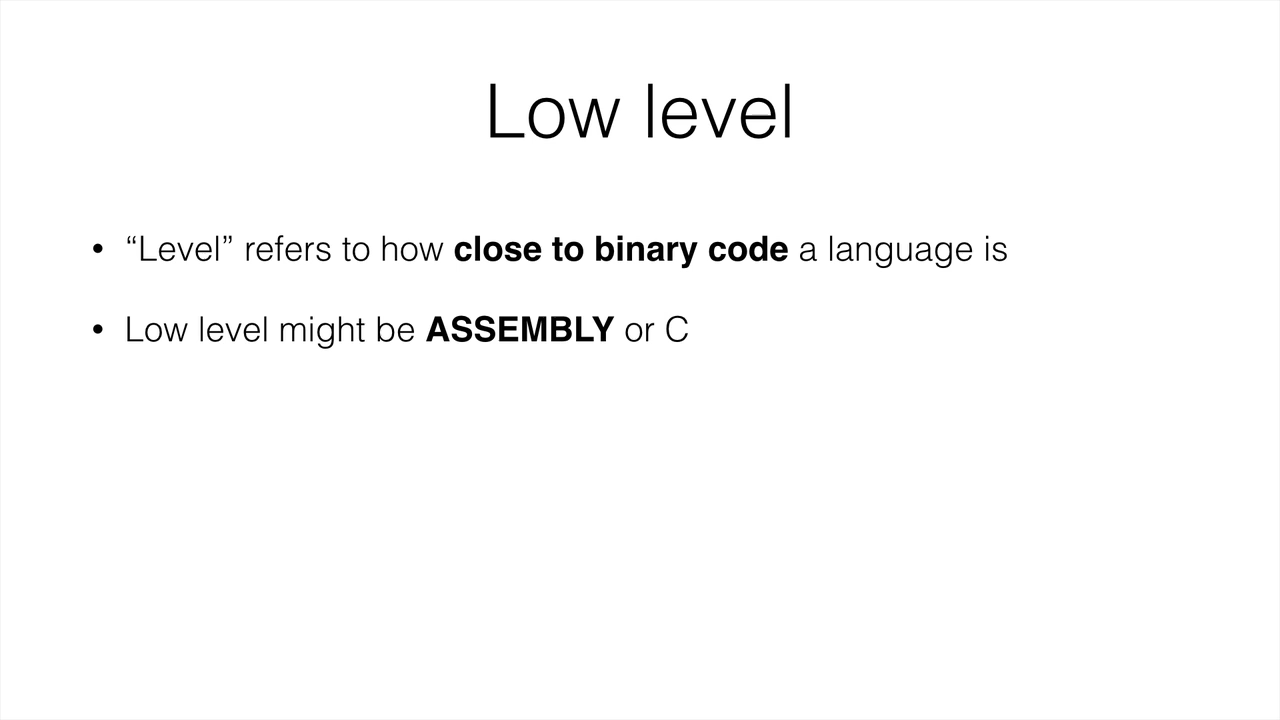 Low level
• “Level” refers to how close to binary code a language is
• Low level might be ASSEMBLY or C